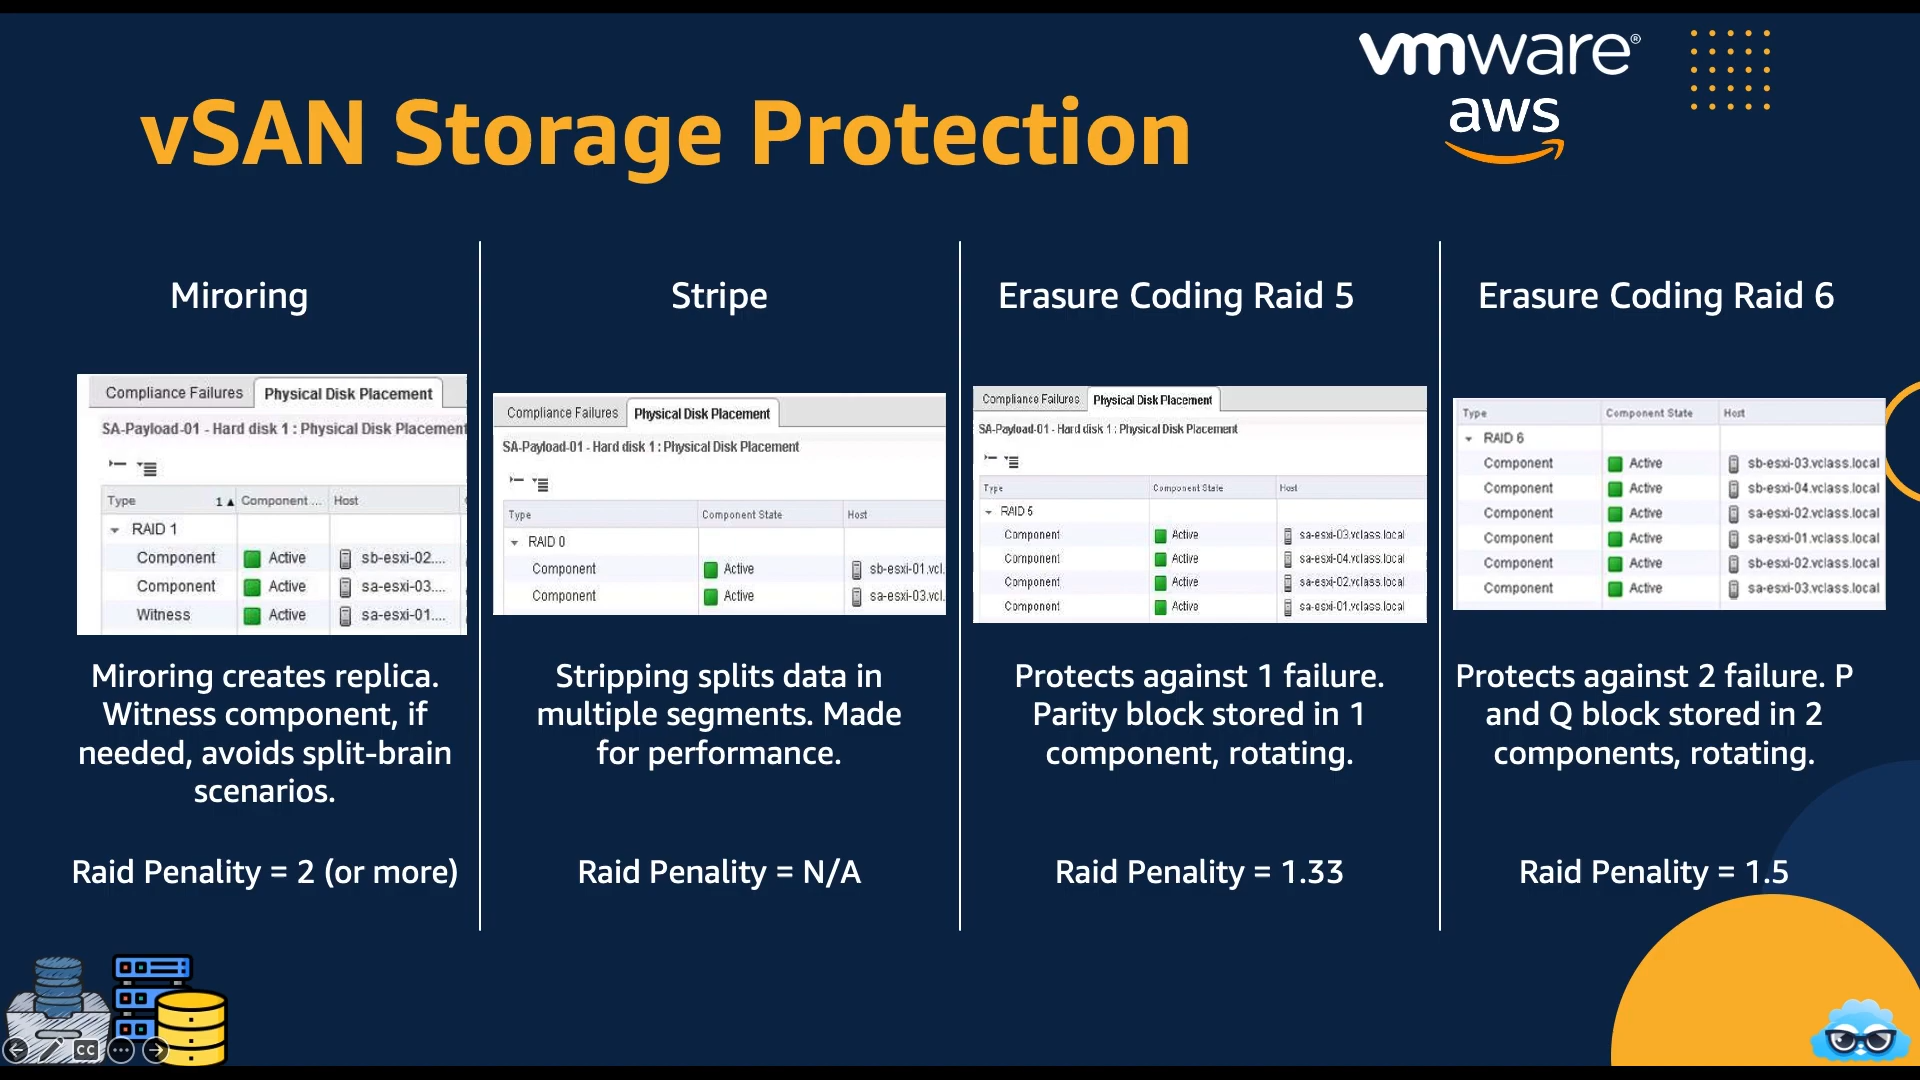 vmware®
aws
vSAN Storage Protection
Miroring
Compliance Failures Physical Disk Placement
SA-Payload-01 - Hard disk 1 : Physical Disk Placement
Type 1 ▲ Component ... Host
RAID 1
Component Active sb-esxi-02....
Component Active sa-esxi-03....
Witness Active sa-esxi-01....
Miroring creates replica.
Witness component, if
needed, avoids split-brain
scenarios.
Raid Penality = 2 (or more)
Stripe
Compliance Failures Physical Disk Placement
SA-Payload-01 - Hard disk 1 : Physical Disk Placement
Type Component State Host
RAID 0
Component Active sb-esxi-01.vcl.
Component Active sa-esxi-03.vcl.
Stripping splits data in
multiple segments. Made
for performance.
Raid Penality = N/A
Erasure Coding Raid 5
Compliance Failures Physical Disk Placement
SA-Payload-01 - Hard disk 1 : Physical Disk Placement
Type Component State Host
RAID 5
Component Active sa-esxi-03.vclass.local
Component Active sa-esxi-04.vclass.local
Component Active sa-esxi-02.vclass.local
Component Active sa-esxi-01.vclass.local
Protects against 1 failure.
Parity block stored in 1
component, rotating.
Raid Penality = 1.33
Erasure Coding Raid 6
Type Component State Host
RAID 6
Component Active sb-esxi-03.vclass.local
Component Active sb-esxi-04.vclass.local
Component Active sa-esxi-02.vclass.local
Component Active sa-esxi-01.vclass.local
Component Active sb-esxi-02.vclass.local
Component Active sa-esxi-03.vclass.local
Protects against 2 failure. P
and Q block stored in 2
components, rotating.
Raid Penality = 1.5
CC